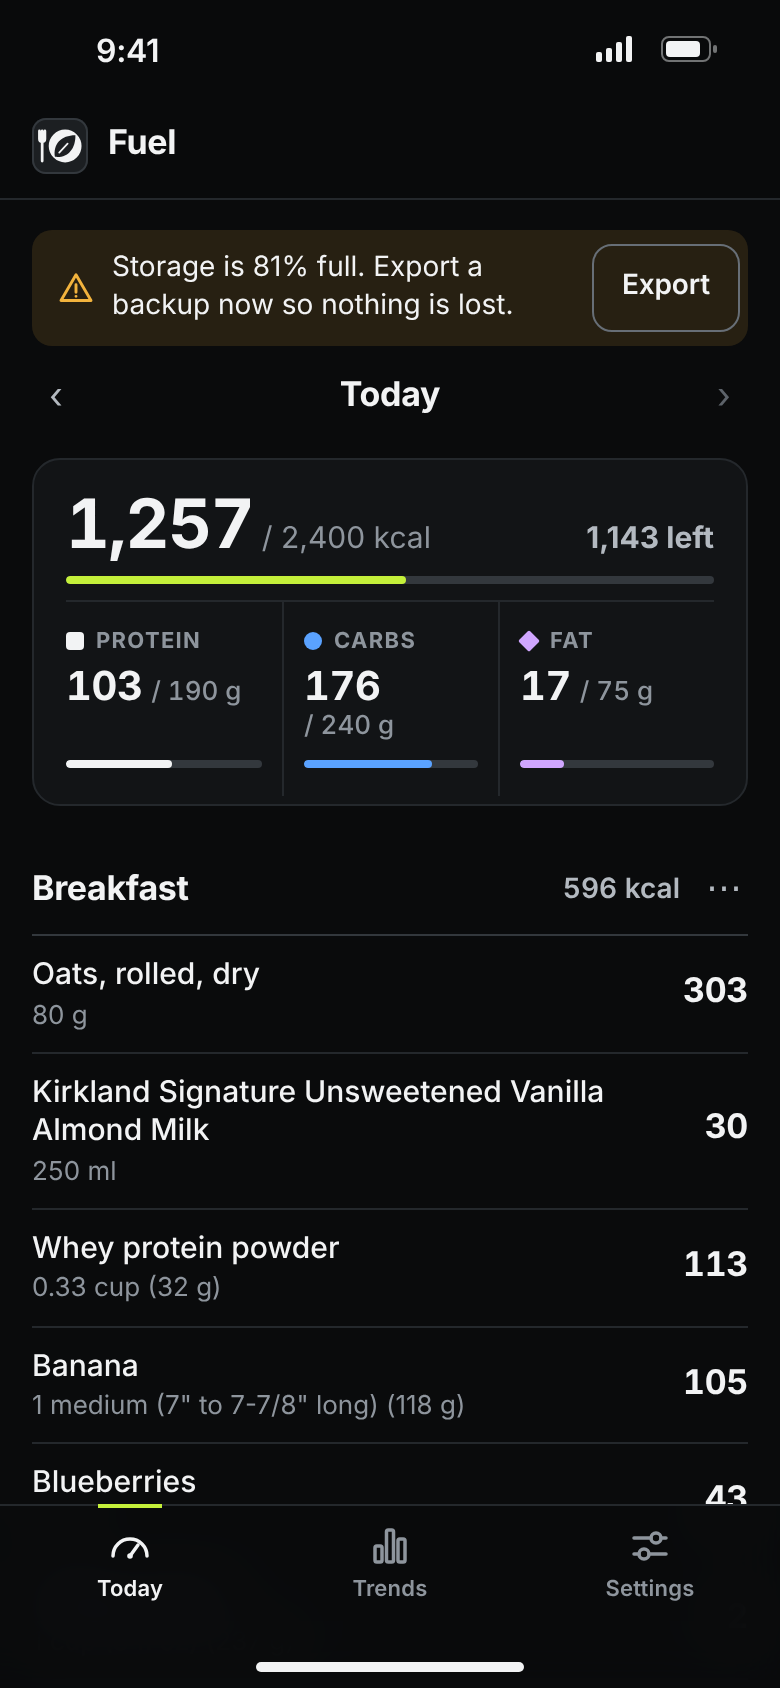 9:41
Fuel
Storage is 81% full. Export a
backup now so nothing is lost.
Export
‹ Today ›
1,257 / 2,400 kcal 1,143 left
PROTEIN CARBS FAT
103 / 190 g 176 17 / 75 g
/ 240 g
Breakfast 596 kcal ···
Oats, rolled, dry
80 g
303
Kirkland Signature Unsweetened Vanilla
Almond Milk
250 ml
30
Whey protein powder
0.33 cup (32 g)
113
Banana
1 medium (7" to 7-7/8" long) (118 g)
105
Blueberries
43
Today Trends Settings